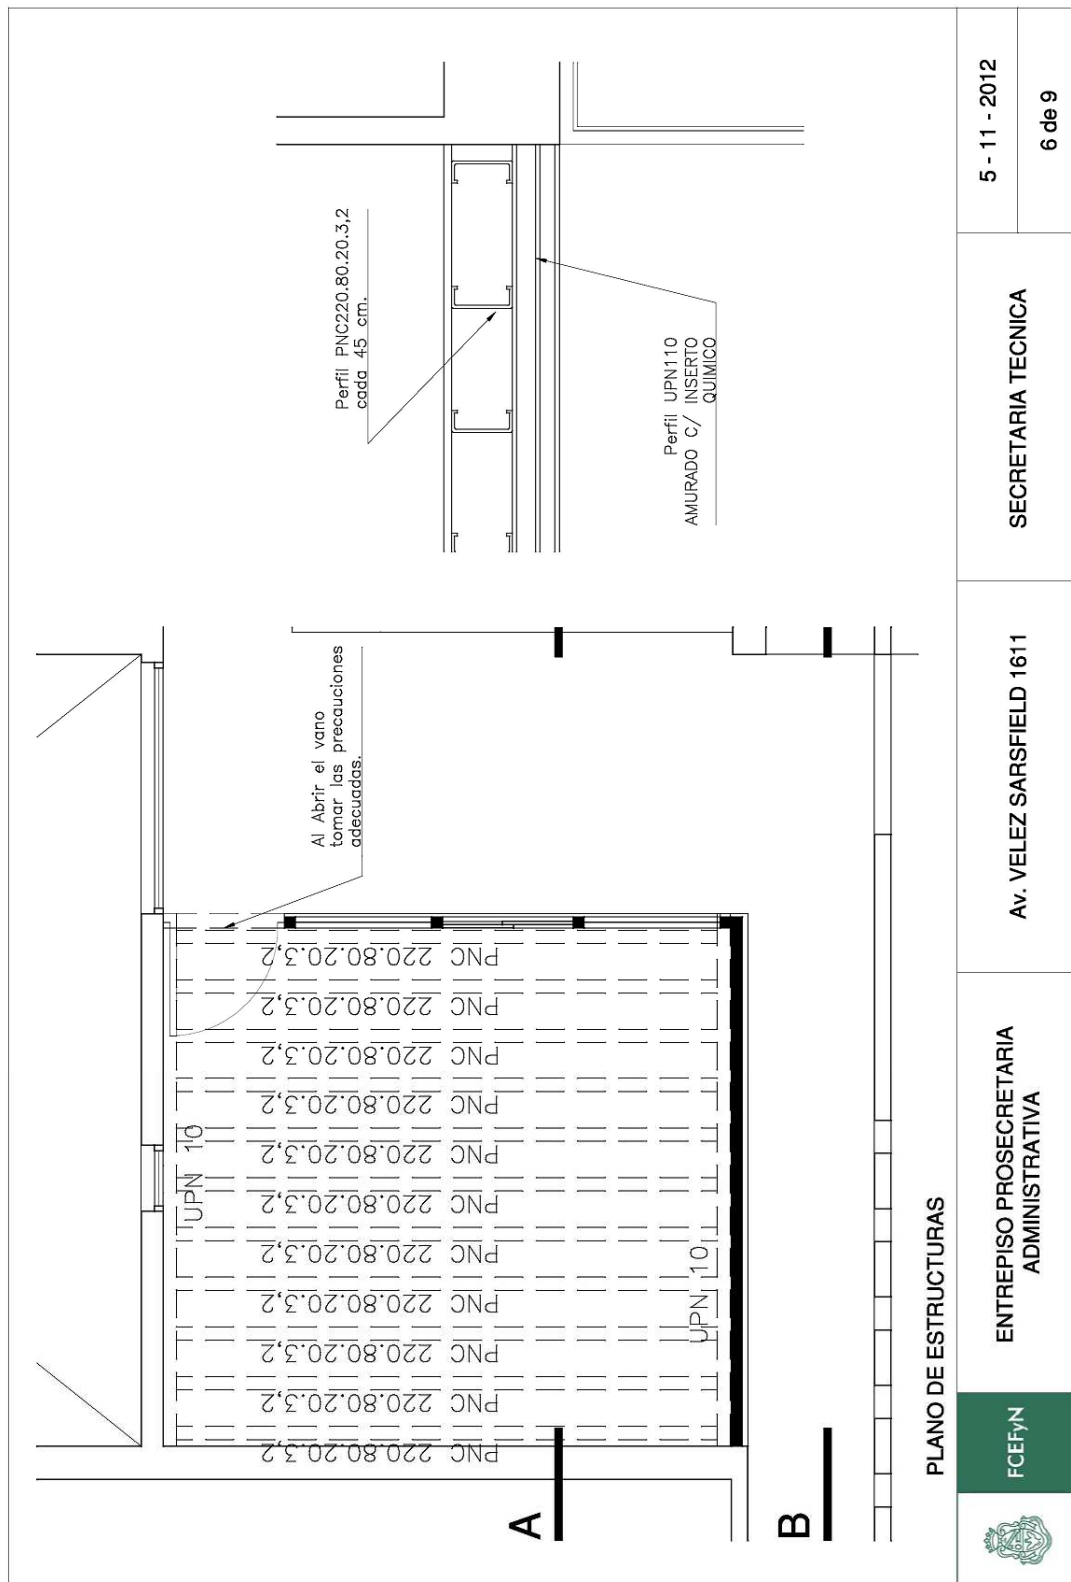 Al Abrir el vano
tomar las precauciones
adecuadas.
Perfil PNC220.80.20.3,2
cada 45 cm.
UPN 10
PNC 220.80.20.3,2
PNC 220.80.20.3,2
PNC 220.80.20.3,2
PNC 220.80.20.3,2
PNC 220.80.20.3,2
PNC 220.80.20.3,2
PNC 220.80.20.3,2
PNC 220.80.20.3,2
PNC 220.80.20.3,2
PNC 220.80.20.3,2
PNC 220.80.20.3,2
UPN 10
Perfil UPN110
AMURADO C/ INSERTO
QUIMICO
A
B
PLANO DE ESTRUCTURAS
FCEFyN
ENTREPISO PROSECRETARIA
ADMINISTRATIVA
Av. VELEZ SARSFIELD 1611
SECRETARIA TECNICA
5 - 11 - 2012
6 de 9